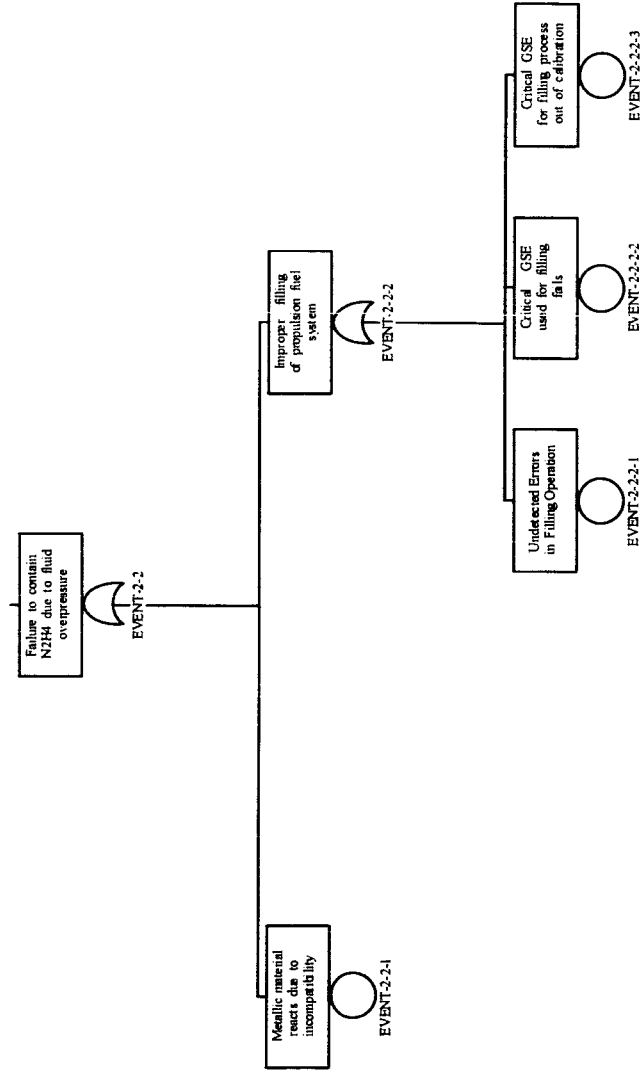 Failure to contain
N2H4 due to fluid
overpressure
EVENT-2-2
Metallic material
reacts due to
incompatibility
EVENT-2-2-1
Improper filling
of propulsion fuel
system
EVENT-2-2-2
Undetected Errors
in Filling Operation
EVENT-2-2-2-1
Critical GSE
used for filling
fails
EVENT-2-2-2-2
Critical GSE
for filling process
out of calibration
EVENT-2-2-2-3